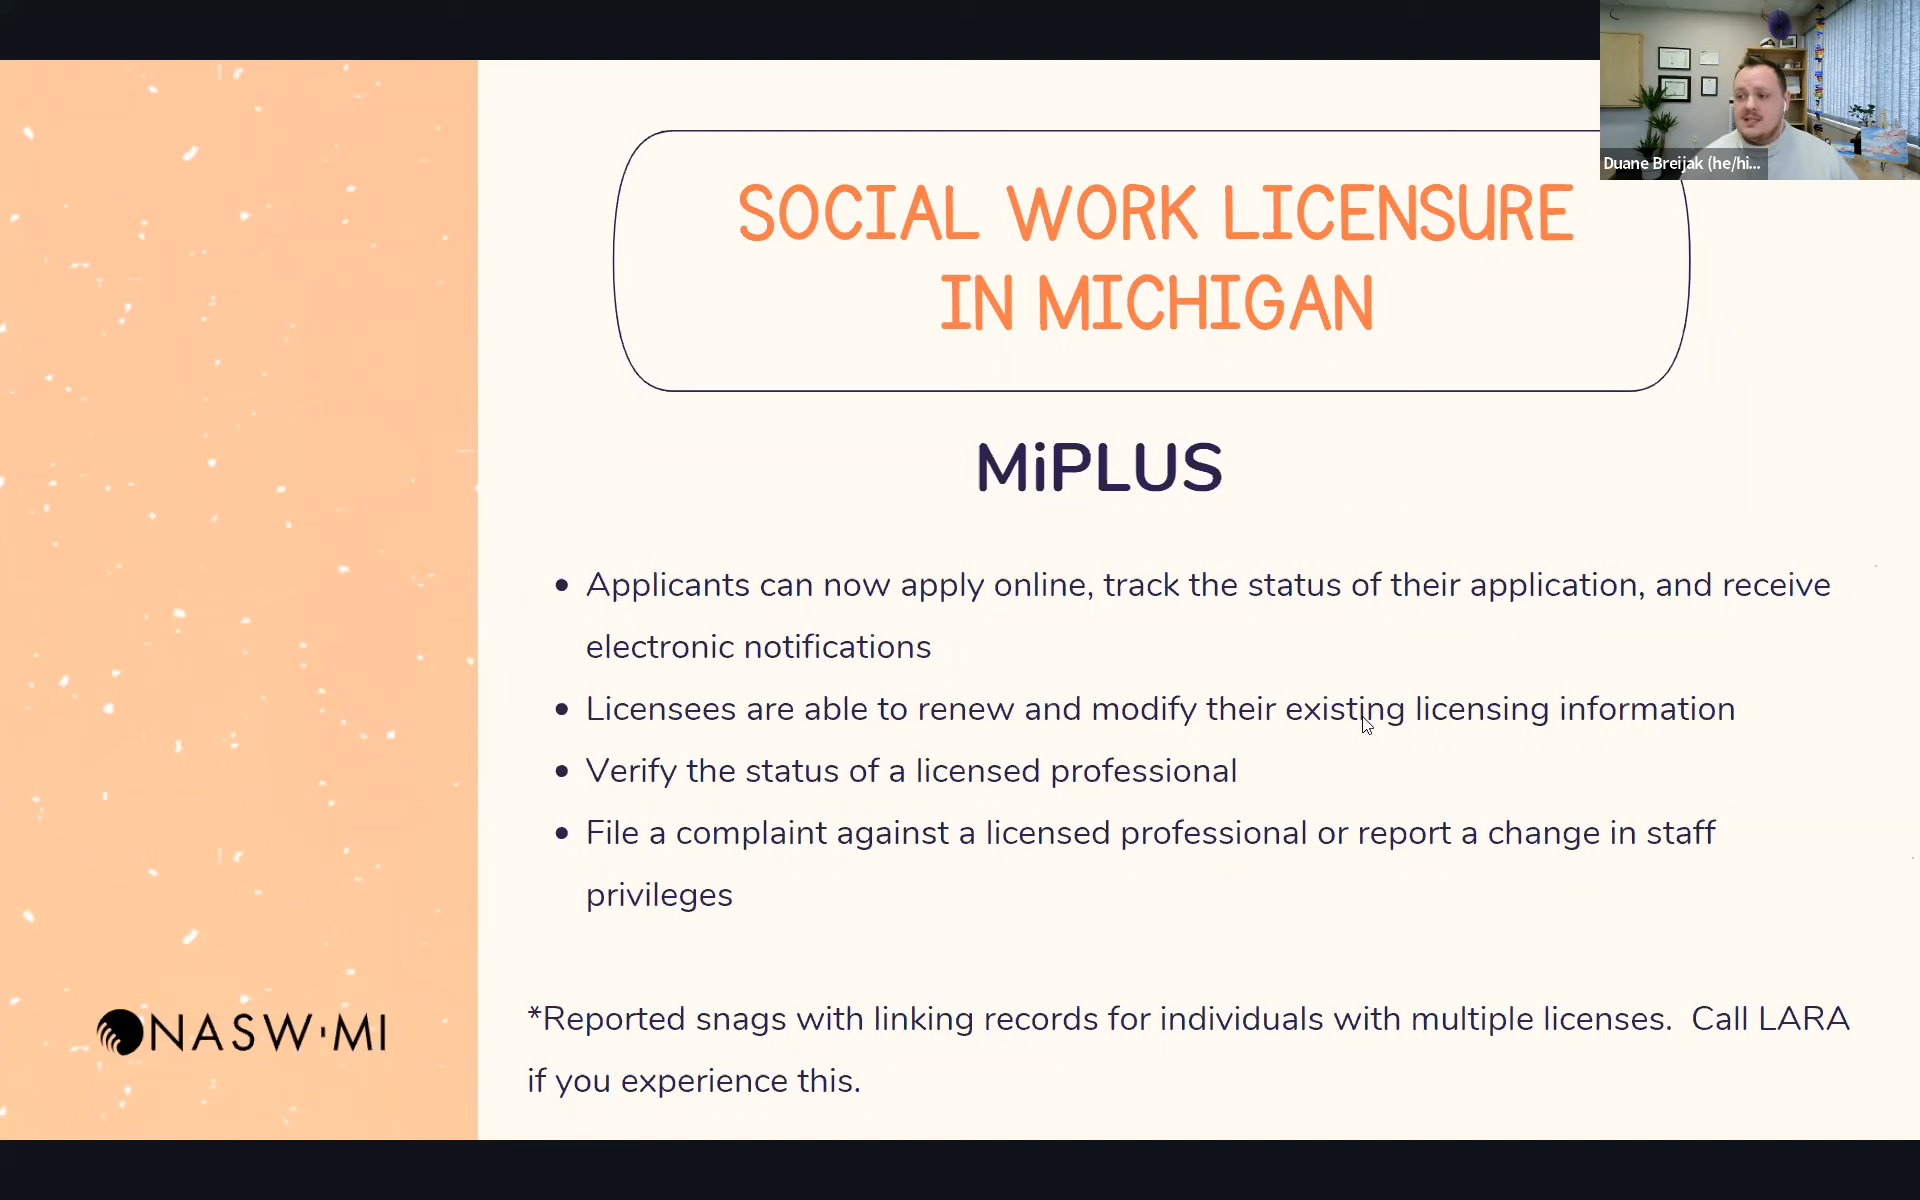 Duane Breijak (he/hi...
SOCIAL WORK LICENSURE
IN MICHIGAN
MiPLUS
• Applicants can now apply online, track the status of their application, and receive
electronic notifications
• Licensees are able to renew and modify their existing licensing information
• Verify the status of a licensed professional
• File a complaint against a licensed professional or report a change in staff
privileges
*Reported snags with linking records for individuals with multiple licenses.  Call LARA
if you experience this.
NASW·MI